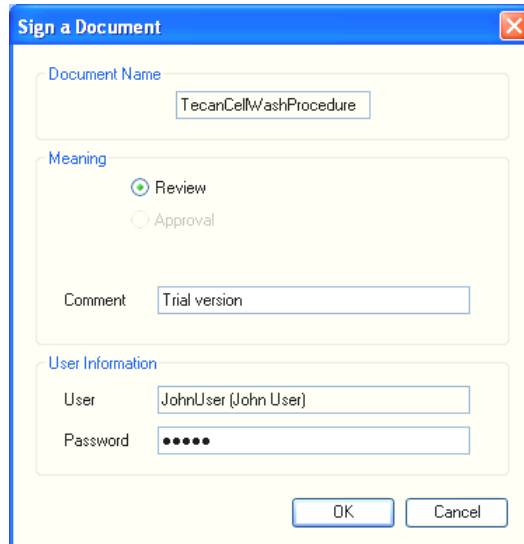 Sign a Document
Document Name
TecanCellWashProcedure
Meaning
Review
Approval
Comment Trial version
User Information
User JohnUser (John User)
Password •••••
OK Cancel